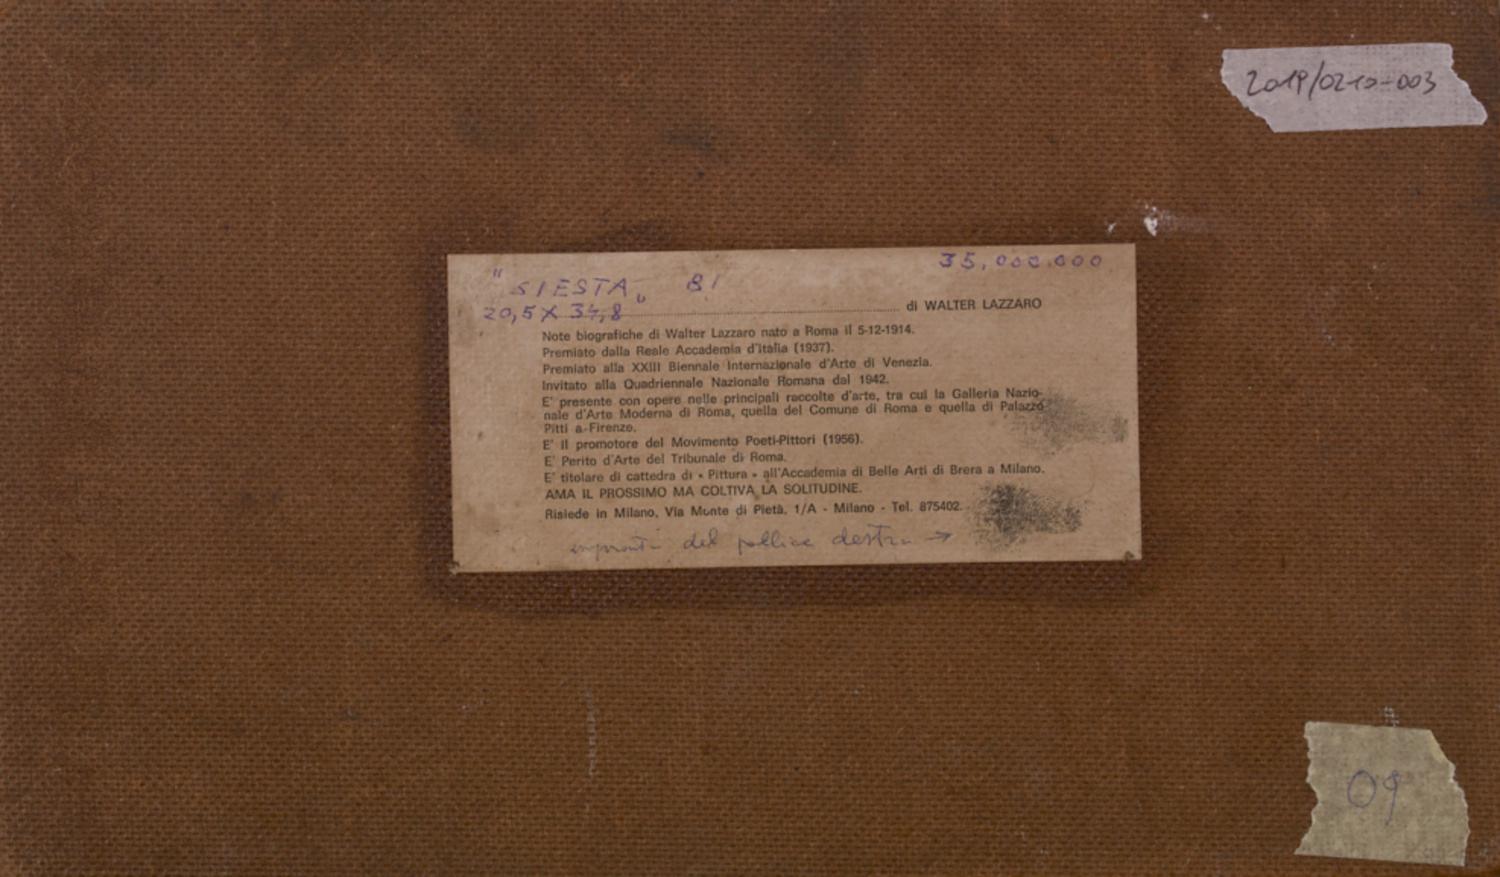 2019/0210-003
35,000.000
"SIESTA„ 81
20,5X 34,8 di WALTER LAZZARO
Note biografiche di Walter Lazzaro nato a Roma il 5-12-1914.
Premiato dalla Reale Accademia d'Italia (1937).
Premiato alla XXIII Biennale Internazionale d'Arte di Venezia.
Invitato alla Quadriennale Nazionale Romana dal 1942.
E' presente con opere nelle principali raccolte d'arte, tra cui la Galleria Nazio-
nale d'Arte Moderna di Roma, quella del Comune di Roma e quella di Palazzo
Pitti a Firenze.
E' il promotore del Movimento Poeti-Pittori (1956).
E' Perito d'Arte del Tribunale di Roma.
E' titolare di cattedra di « Pittura » all'Accademia di Belle Arti di Brera a Milano.
AMA IL PROSSIMO MA COLTIVA LA SOLITUDINE.
Risiede in Milano, Via Monte di Pietà, 1/A - Milano - Tel. 875402.
impronta del pollice destro →
09